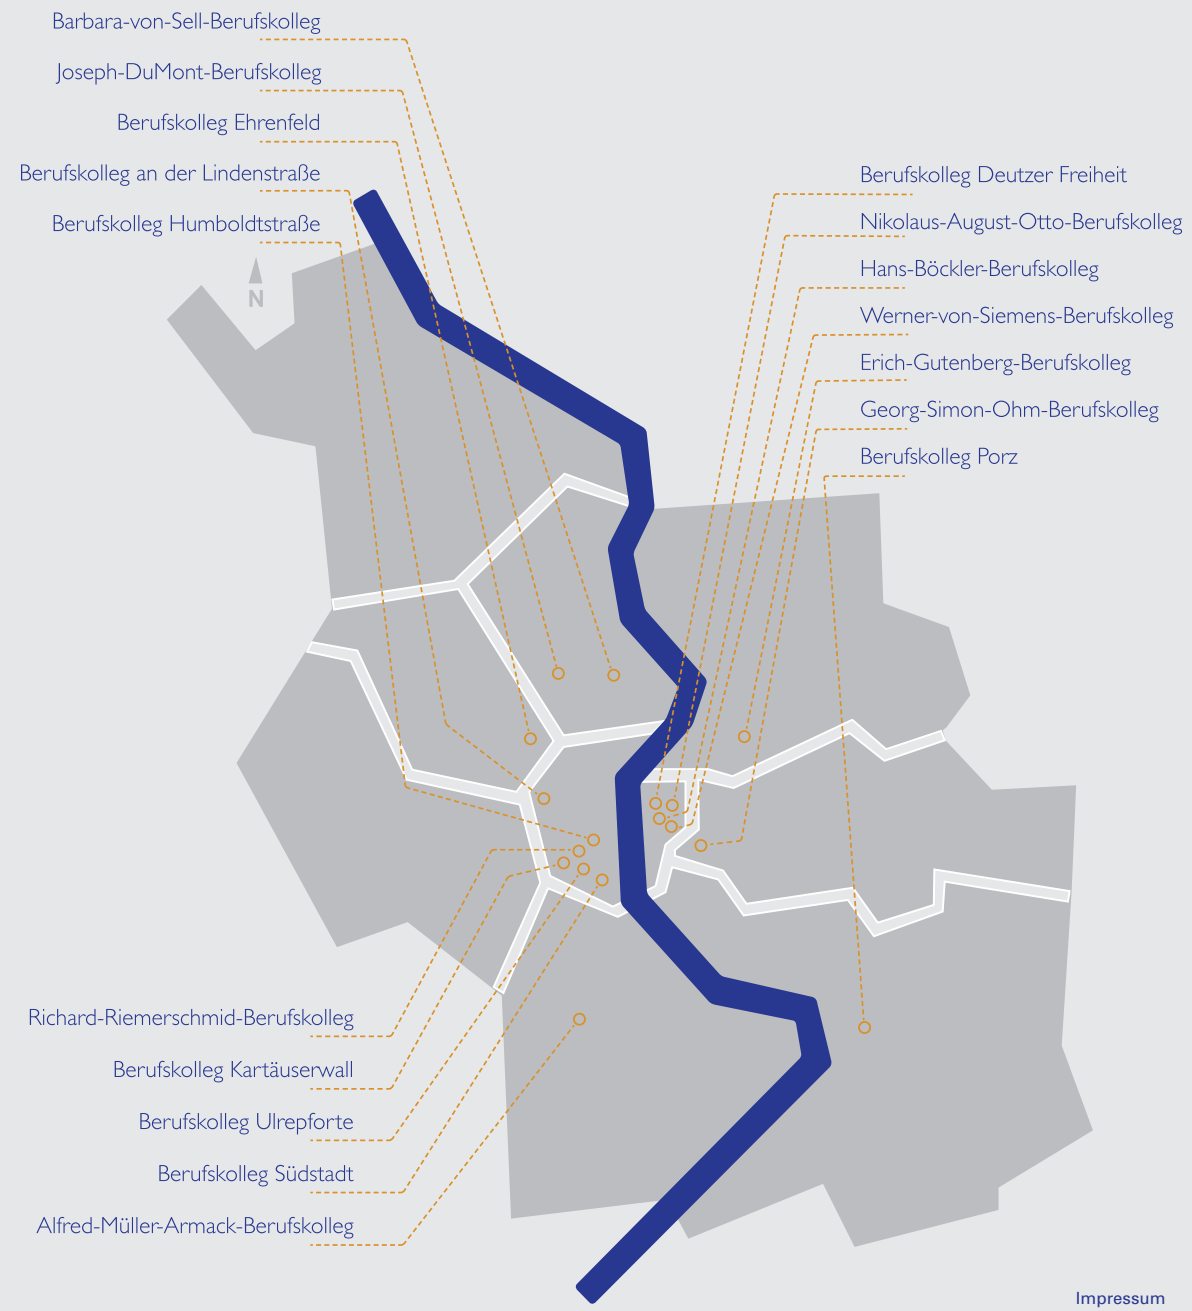 Barbara-von-Sell-Berufskolleg
Joseph-DuMont-Berufskolleg
Berufskolleg Ehrenfeld
Berufskolleg an der Lindenstraße
Berufskolleg Humboldtstraße
N
Berufskolleg Deutzer Freiheit
Nikolaus-August-Otto-Berufskolleg
Hans-Böckler-Berufskolleg
Werner-von-Siemens-Berufskolleg
Erich-Gutenberg-Berufskolleg
Georg-Simon-Ohm-Berufskolleg
Berufskolleg Porz
Richard-Riemerschmid-Berufskolleg
Berufskolleg Kartäuserwall
Berufskolleg Ulrepforte
Berufskolleg Südstadt
Alfred-Müller-Armack-Berufskolleg
Impressum